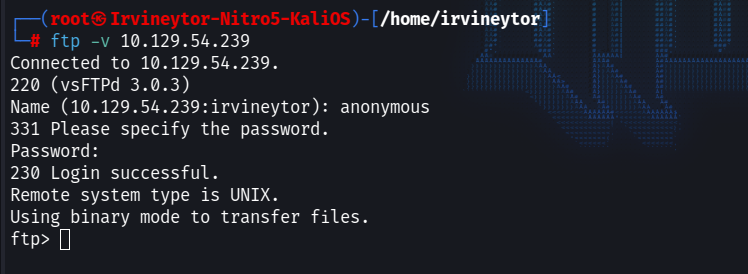 ┌──(root㉿Irvineytor-Nitro5-KaliOS)-[/home/irvineytor]
└─# ftp -v 10.129.54.239
Connected to 10.129.54.239.
220 (vsFTPd 3.0.3)
Name (10.129.54.239:irvineytor): anonymous
331 Please specify the password.
Password:
230 Login successful.
Remote system type is UNIX.
Using binary mode to transfer files.
ftp>